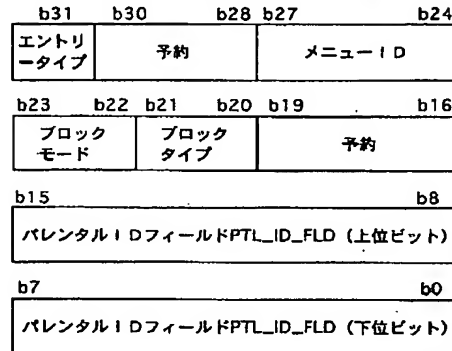 b31 b30 b28 b27 b24
エントリ
ータイプ 予約 メニューID
b23 b22 b21 b20 b19 b16
ブロック
モード ブロック
タイプ 予約
b15 b8
パレンタルIDフィールドPTL_ID_FLD (上位ビット)
b7 b0
パレンタルIDフィールドPTL_ID_FLD (下位ビット)